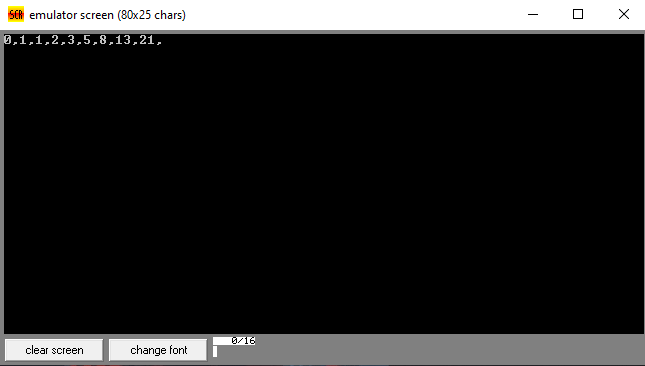 SCR
emulator screen (80x25 chars)
0,1,1,2,3,5,8,13,21,
clear screen
change font
0/16